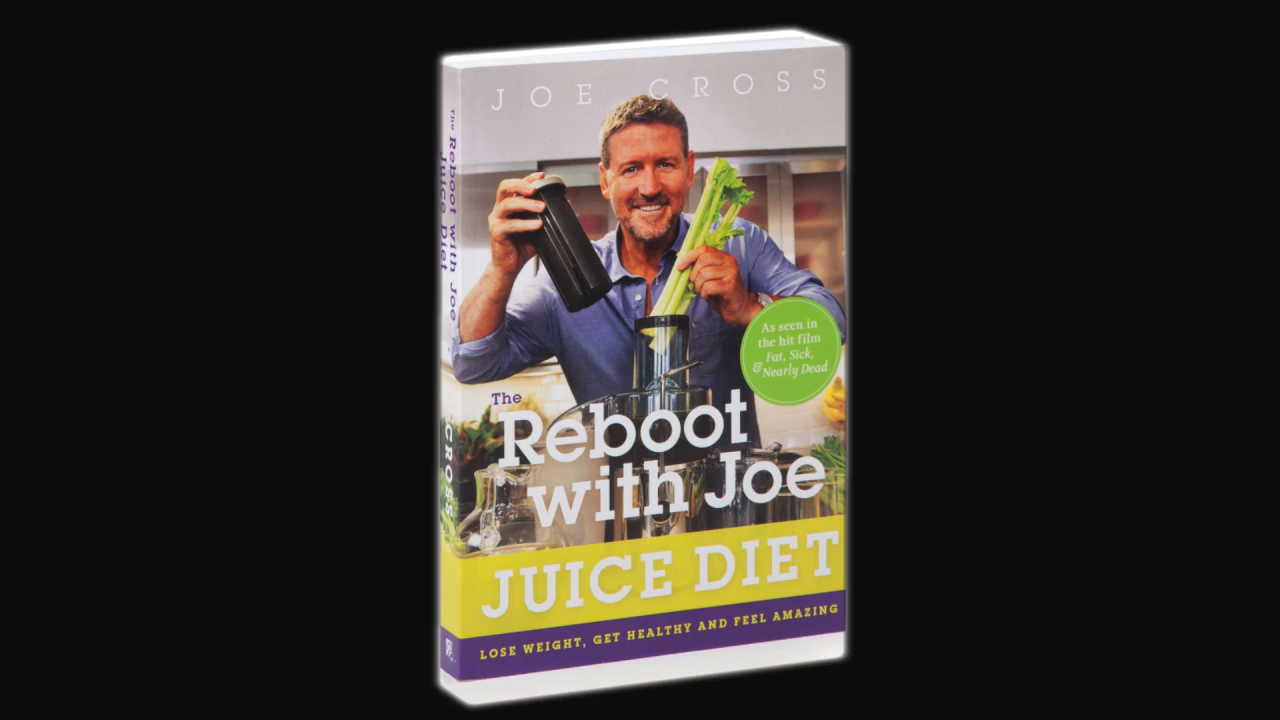 JOE CROSS
As seen in
the hit film
Fat, Sick,
& Nearly Dead
The
Reboot
with Joe
JUICE DIET
LOSE WEIGHT, GET HEALTHY AND FEEL AMAZING
The Reboot with Joe
Juice Diet
CROSS